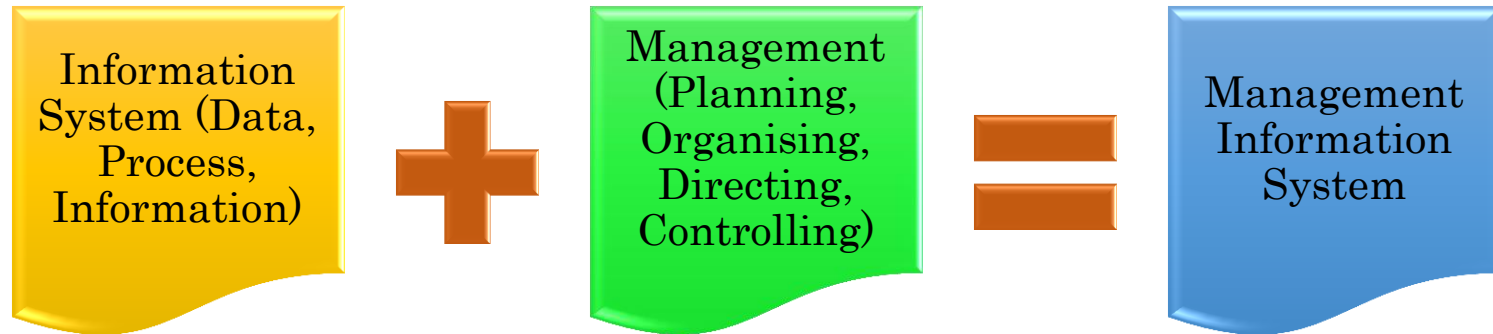 Information
System (Data,
Process,
Information)
Management
(Planning,
Organising,
Directing,
Controlling)
Management
Information
System